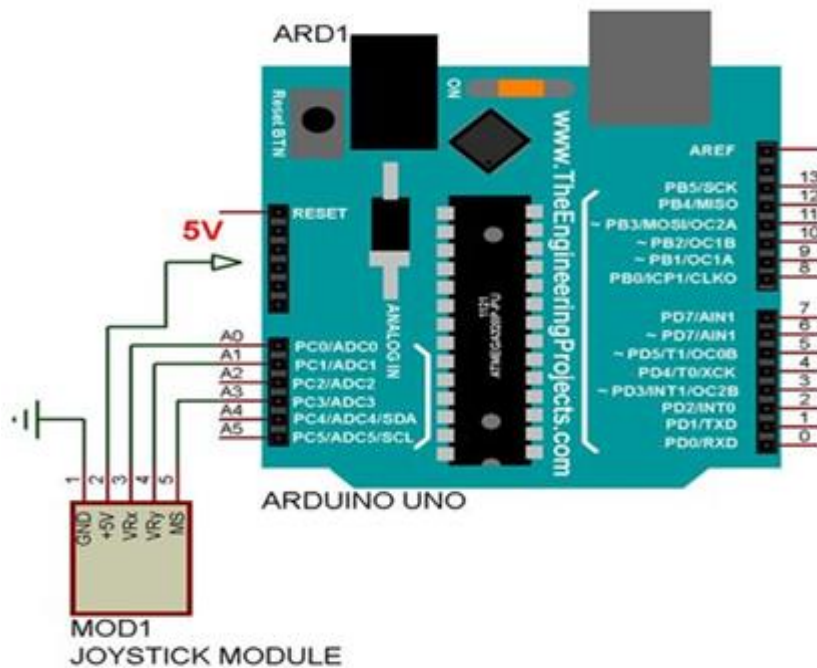 ARD1
Reset BTN
ON
www.TheEngineeringProjects.com
ANALOG IN
1121
ATMEGA328P-PU
RESET
5V
A0
A1
A2
A3
A4
A5
PC0/ADC0
PC1/ADC1
PC2/ADC2
PC3/ADC3
PC4/ADC4/SDA
PC5/ADC5/SCL
AREF
PB5/SCK
PB4/MISO
~ PB3/MOSI/OC2A
~ PB2/OC1B
~ PB1/OC1A
PB0/ICP1/CLKO
PD7/AIN1
~ PD7/AIN1
~ PD5/T1/OC0B
PD4/T0/XCK
~ PD3/INT1/OC2B
PD2/INT0
PD1/TXD
PD0/RXD
13
12
11
10
9
8
7
6
5
4
3
2
1
0
ARDUINO UNO
1
2
3
4
5
GND
+5V
VRx
VRy
MS
MOD1
JOYSTICK MODULE